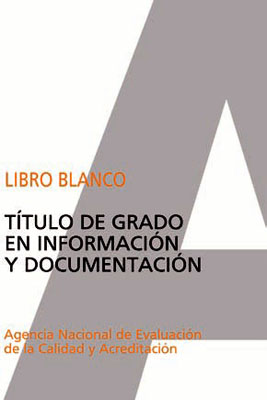 LIBRO BLANCO
TÍTULO DE GRADO
EN INFORMACIÓN
Y DOCUMENTACIÓN
Agencia Nacional de Evaluación
de la Calidad y Acreditación